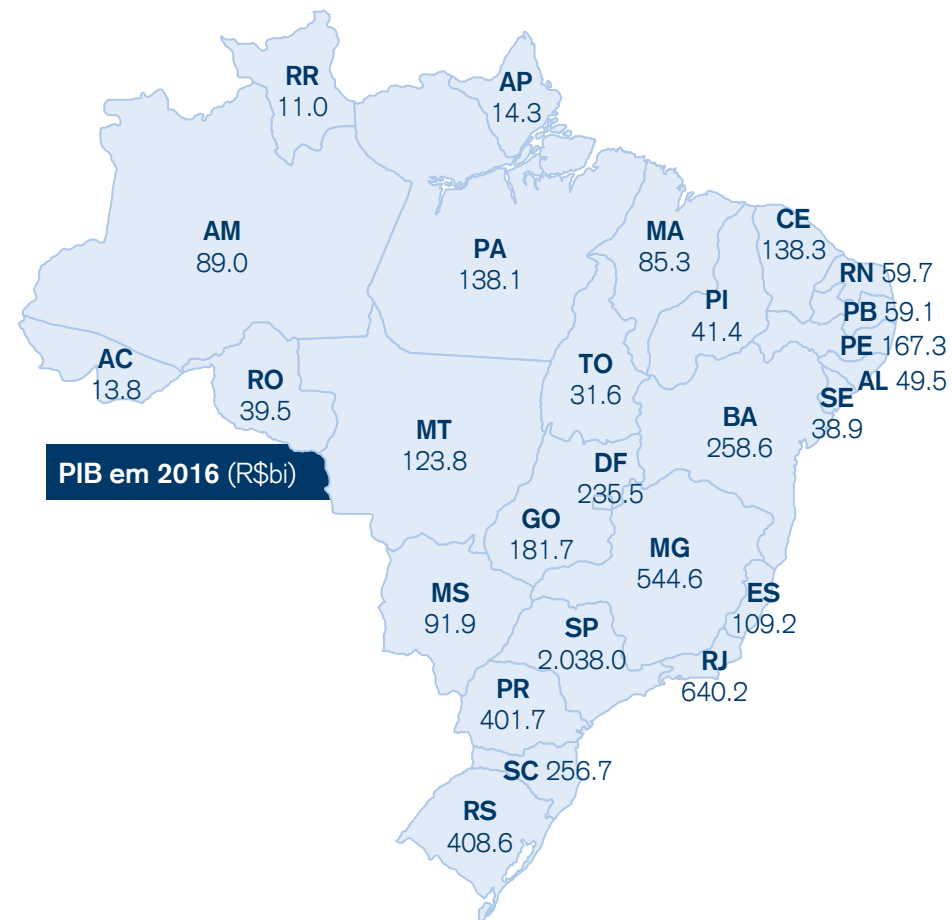 RR
11.0
AP
14.3
AM
89.0
PA
138.1
MA
85.3
CE
138.3
RN 59.7
PI
41.4
PB 59.1
PE 167.3
AC
13.8
RO
39.5
TO
31.6
AL 49.5
SE
38.9
MT
123.8
BA
258.6
PIB em 2016 (R$bi)
DF
235.5
GO
181.7
MG
544.6
MS
91.9
ES
109.2
SP
2.038.0
RJ
640.2
PR
401.7
SC 256.7
RS
408.6